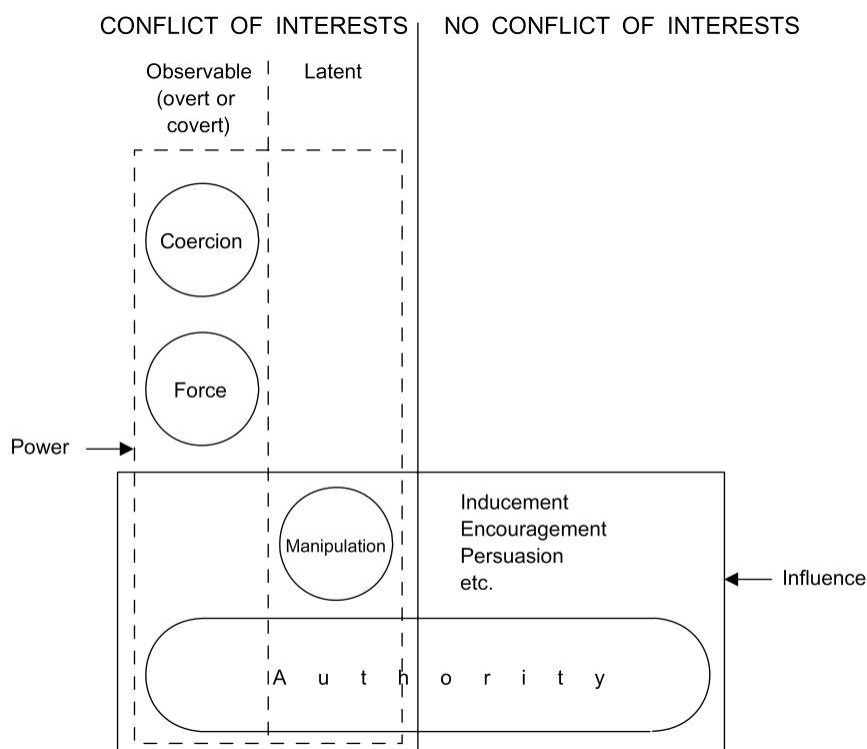 CONFLICT OF INTERESTS
NO CONFLICT OF INTERESTS
Observable
(overt or
covert)
Latent
Coercion
Force
Power
Manipulation
Inducement
Encouragement
Persuasion
etc.
Influence
Authority